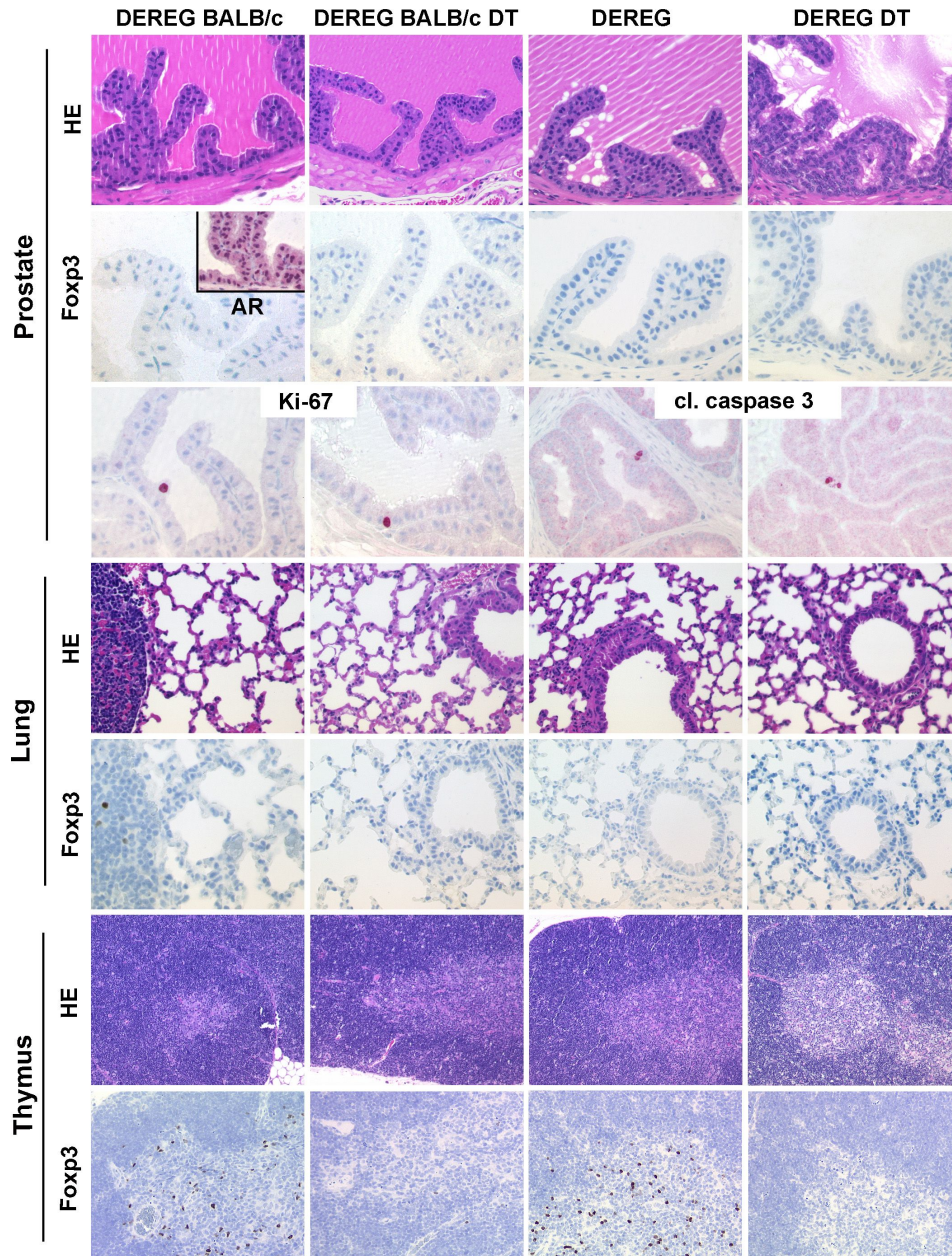 DEREG BALB/c DEREG BALB/c DT DEREG DEREG DT
Prostate
HE
Foxp3
AR
Ki-67 cl. caspase 3
Lung
HE
Foxp3
Thymus
HE
Foxp3